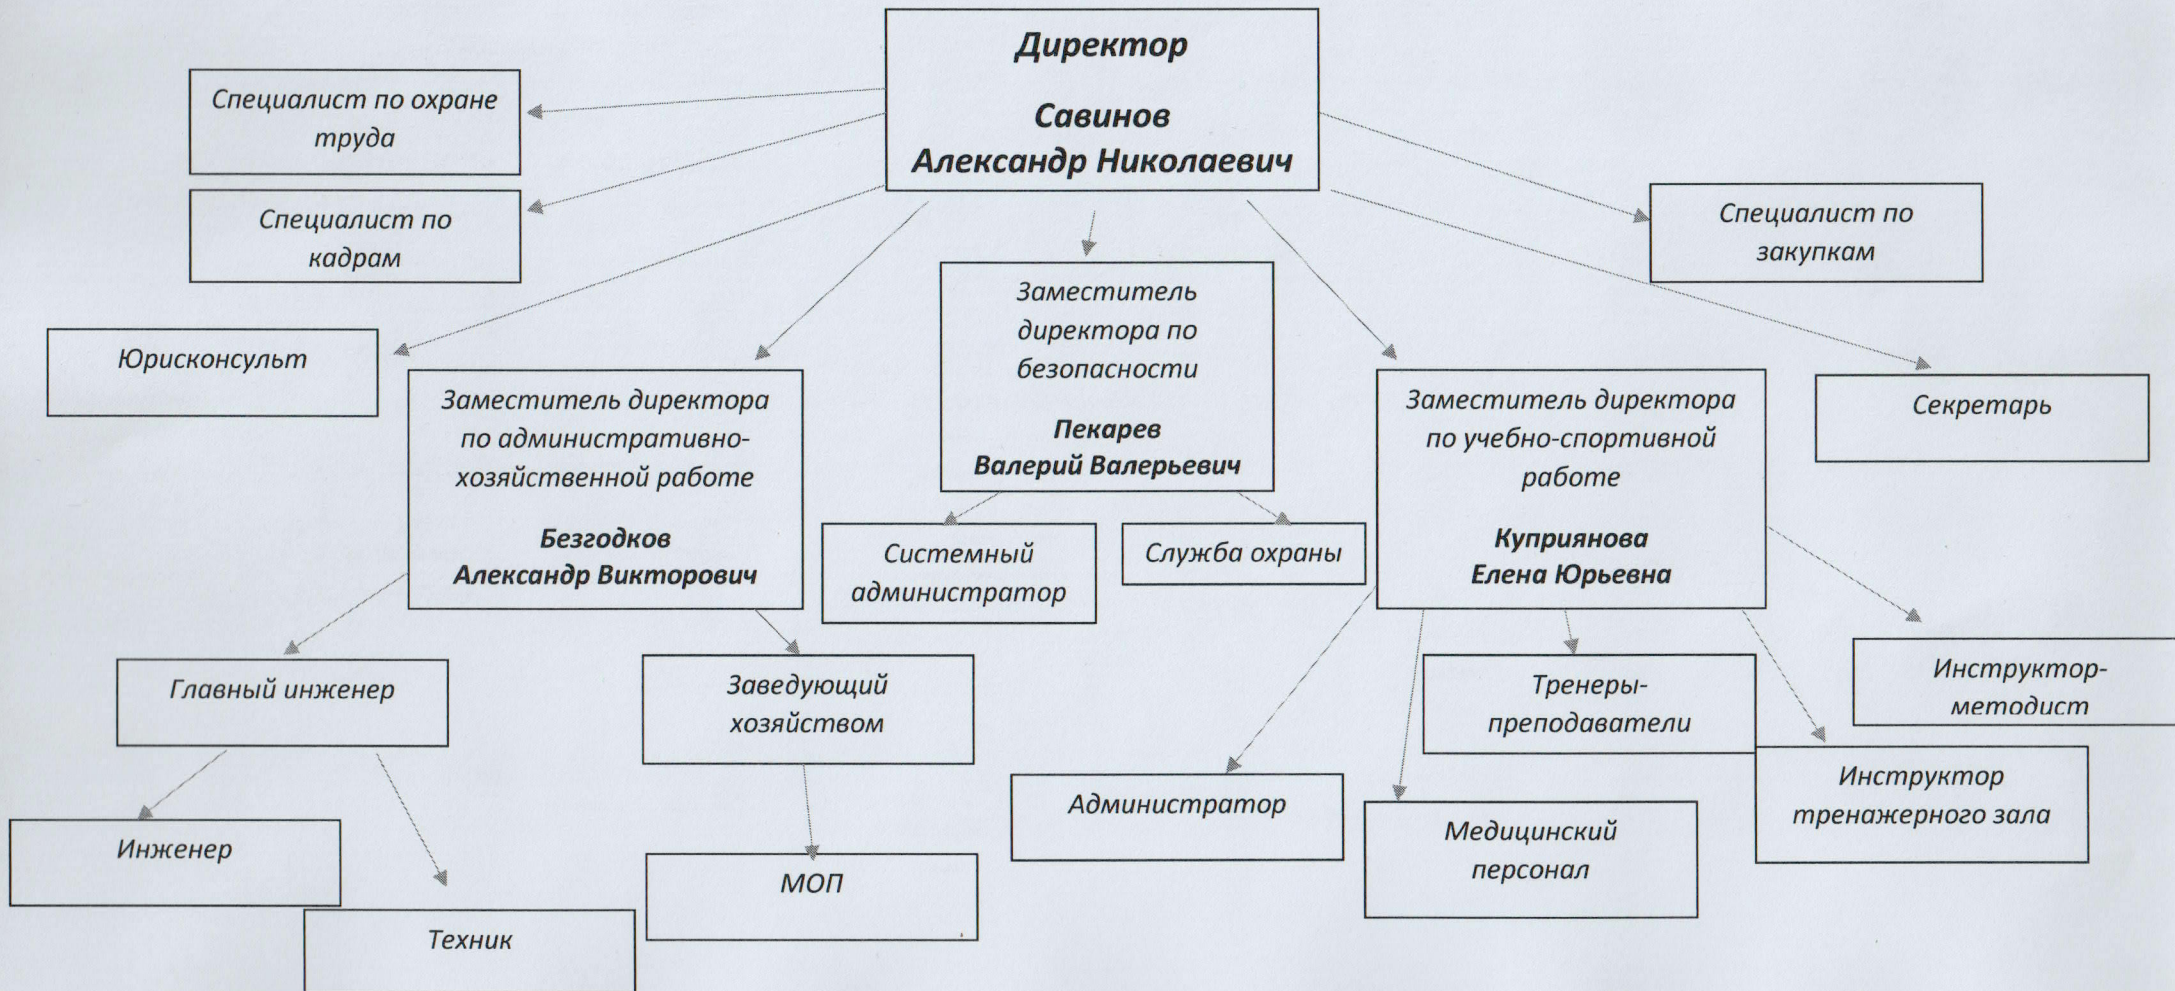 Директор
Савинов
Александр Николаевич
Специалист по охране
труда
Специалист по
кадрам
Специалист по
закупкам
Юрисконсульт
Заместитель
директора по
безопасности
Пекарев
Валерий Валерьевич
Заместитель директора
по административно-
хозяйственной работе
Безгодков
Александр Викторович
Заместитель директора
по учебно-спортивной
работе
Куприянова
Елена Юрьевна
Секретарь
Системный
администратор
Служба охраны
Главный инженер
Заведующий
хозяйством
Тренеры-
преподаватели
Инструктор-
методист
Администратор
Медицинский
персонал
Инструктор
тренажерного зала
Инженер
Техник
МОП